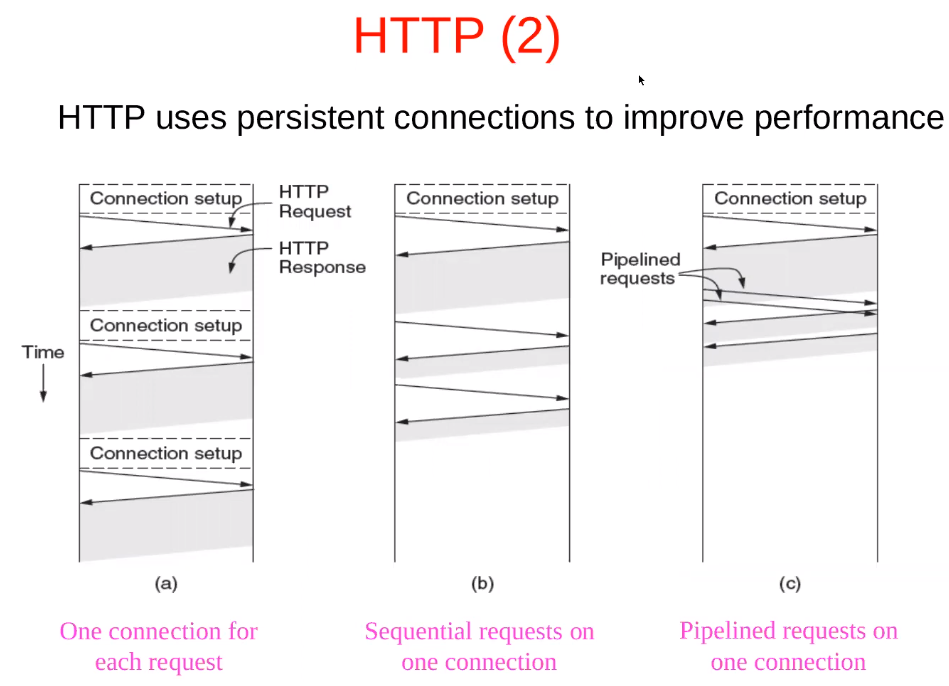 HTTP (2)
HTTP uses persistent connections to improve performance
Connection setup
HTTP
Request
HTTP
Response
Connection setup
Time
Connection setup
(a)
One connection for
each request
Connection setup
(b)
Sequential requests on
one connection
Connection setup
Pipelined
requests
(c)
Pipelined requests on
one connection